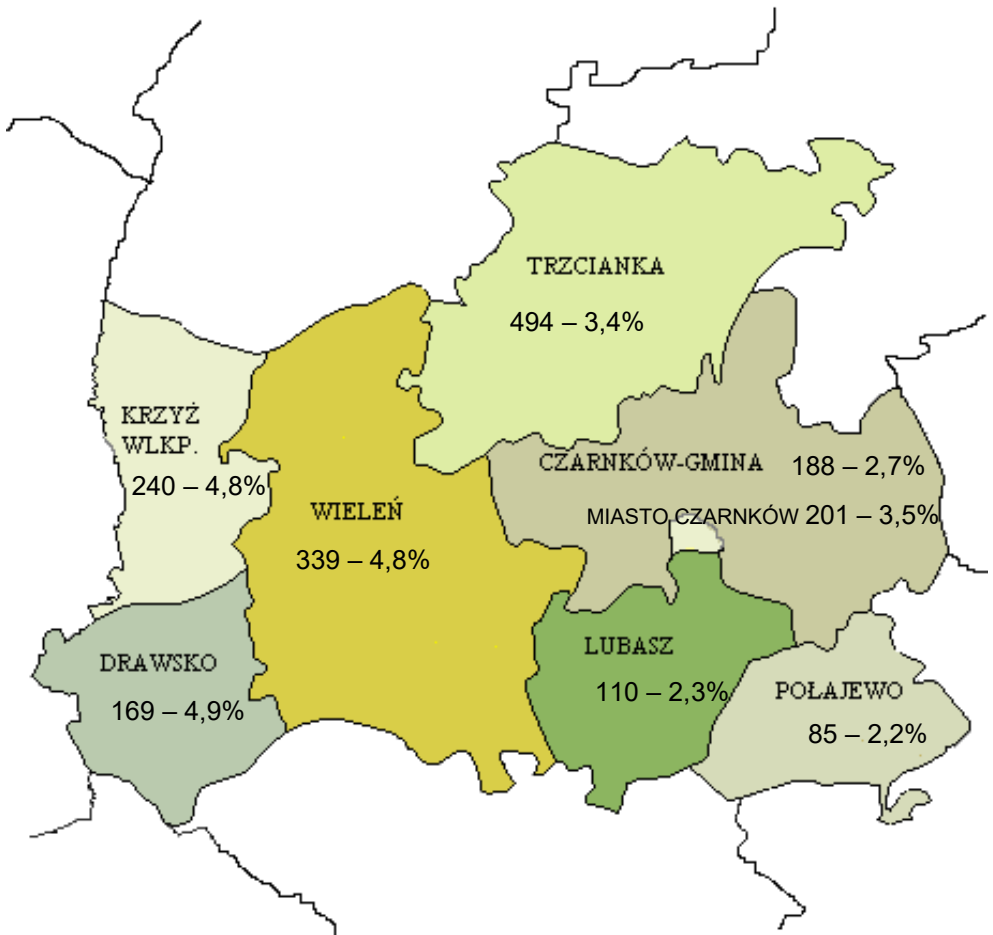 TRZCIANKA
494 – 3,4%
KRZYŻ
WLKP.
240 – 4,8%
WIELEŃ
339 – 4,8%
CZARNKÓW-GMINA 188 – 2,7%
MIASTO CZARNKÓW 201 – 3,5%
DRAWSKO
169 – 4,9%
LUBASZ
110 – 2,3%
POŁAJEWO
85 – 2,2%